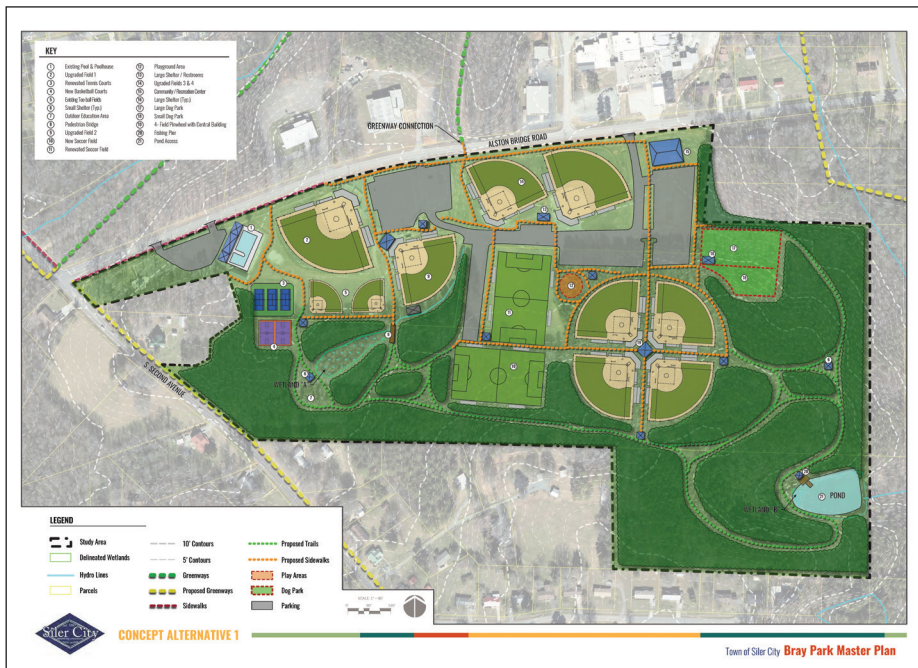 KEY
1 Existing Pool & Poolhouse
2 Upgraded Field 1
3 Renovated Tennis Courts
4 New Basketball Courts
5 Existing Tee-ball Fields
6 Small Shelter (Typ.)
7 Outdoor Education Area
8 Pedestrian Bridge
9 Upgraded Field 2
10 New Soccer Field
11 Renovated Soccer Field
12 Playground Area
13 Large Shelter / Restrooms
14 Ugraded Fields 3 & 4
15 Community / Recreation Center
16 Large Shelter (Typ.)
17 Large Dog Park
18 Small Dog Park
19 4- Field Pinwheel with Central Building
20 Fishing Pier
21 Pond Access
GREENWAY CONNECTION
ALSTON BRIDGE ROAD
S. SECOND AVENUE
WETLAND "A"
WETLAND "B"
POND
LEGEND
Study Area
Delineated Wetlands
Hydro Lines
Parcels
10' Contours
5' Contours
Greenways
Proposed Greenways
Sidewalks
Proposed Trails
Proposed Sidewalks
Play Areas
Dog Park
Parking
Siler City
CONCEPT ALTERNATIVE 1
Town of Siler City Bray Park Master Plan